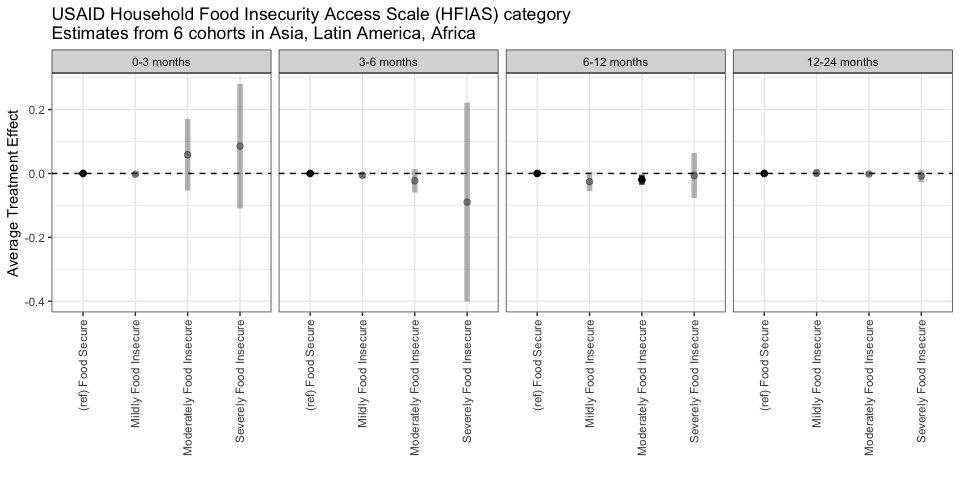 USAID Household Food Insecurity Access Scale (HFIAS) category
Estimates from 6 cohorts in Asia, Latin America, Africa
0-3 months
3-6 months
6-12 months
12-24 months
Average Treatment Effect
0.2
0.0
-0.2
-0.4
(ref) Food Secure
Mildly Food Insecure
Moderately Food Insecure
Severely Food Insecure
(ref) Food Secure
Mildly Food Insecure
Moderately Food Insecure
Severely Food Insecure
(ref) Food Secure
Mildly Food Insecure
Moderately Food Insecure
Severely Food Insecure
(ref) Food Secure
Mildly Food Insecure
Moderately Food Insecure
Severely Food Insecure